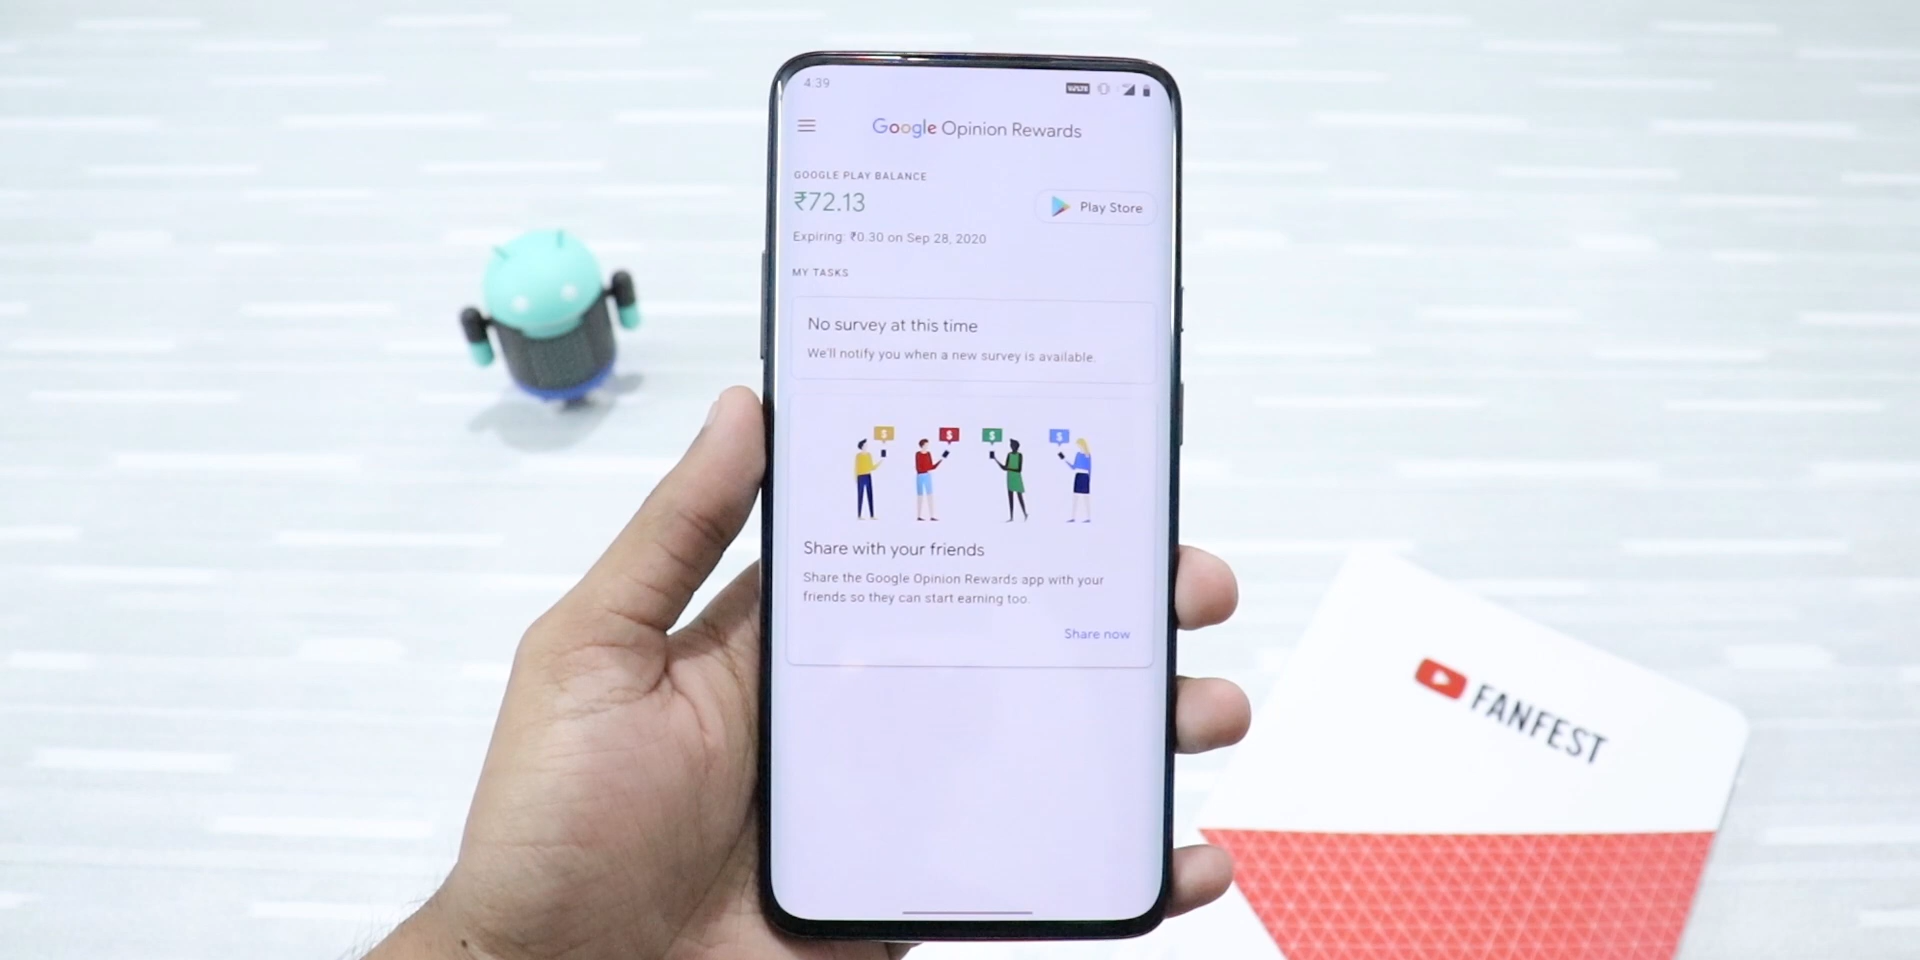 4:39
VoLTE
Google Opinion Rewards
GOOGLE PLAY BALANCE
₹72.13
Play Store
Expiring: ₹0.30 on Sep 28, 2020
MY TASKS
No survey at this time
We'll notify you when a new survey is available.
$ $ $ $
Share with your friends
Share the Google Opinion Rewards app with your
friends so they can start earning too.
Share now
FANFEST